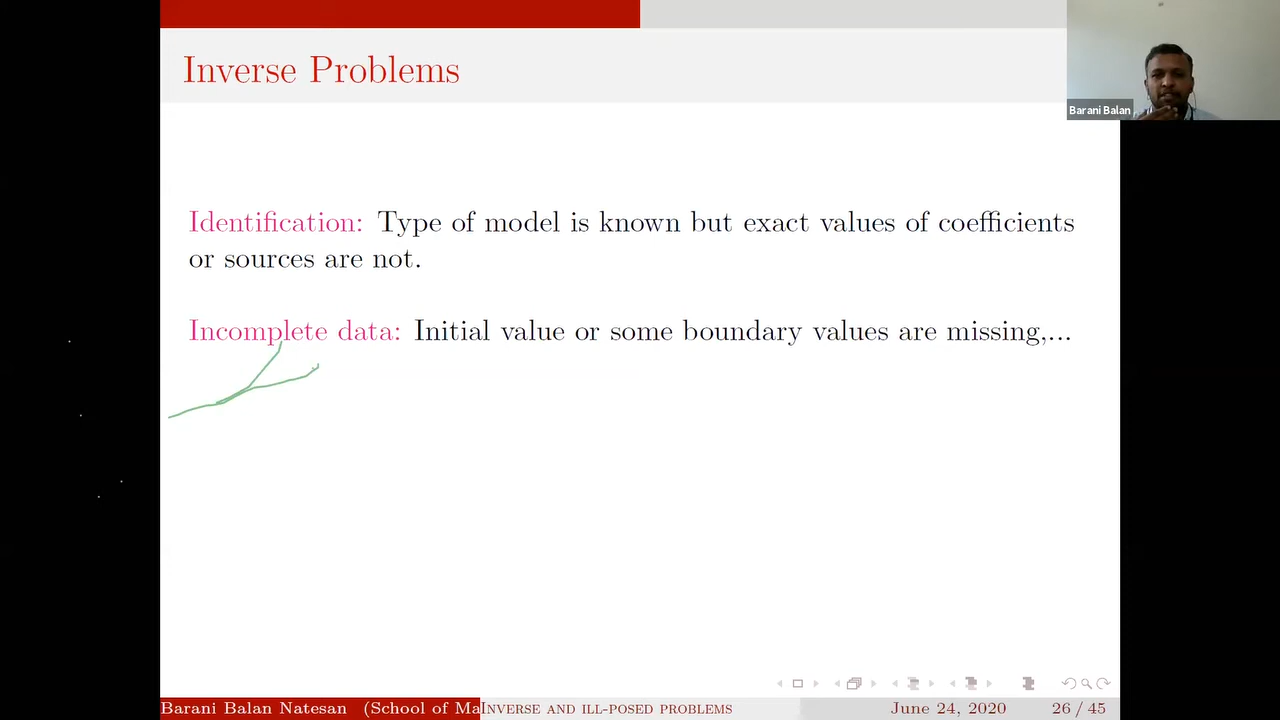 Inverse Problems
Barani Balan
Identification: Type of model is known but exact values of coefficients
or sources are not.
Incomplete data: Initial value or some boundary values are missing,...
Barani Balan Natesan (School of Ma
Inverse and ill-posed problems
June 24, 2020
26 / 45